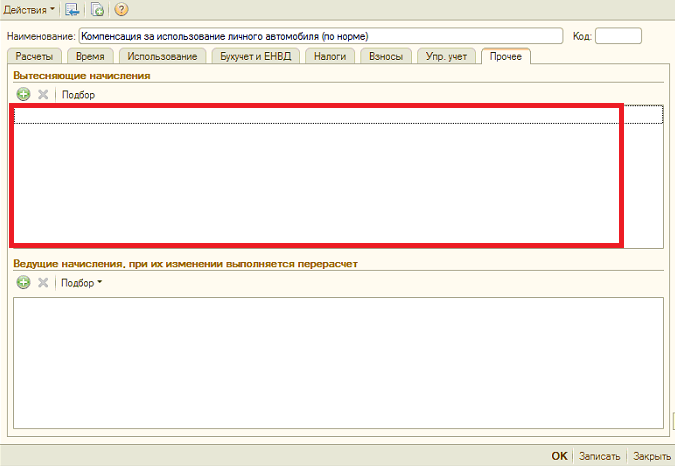 Действия
Наименование: Компенсация за использование личного автомобиля (по норме) Код:
Расчеты Время Использование Бухучет и ЕНВД Налоги Взносы Упр. учет Прочее
Вытесняющие начисления
Подбор
Ведущие начисления, при их изменении выполняется перерасчет
Подбор
OK Записать Закрыть